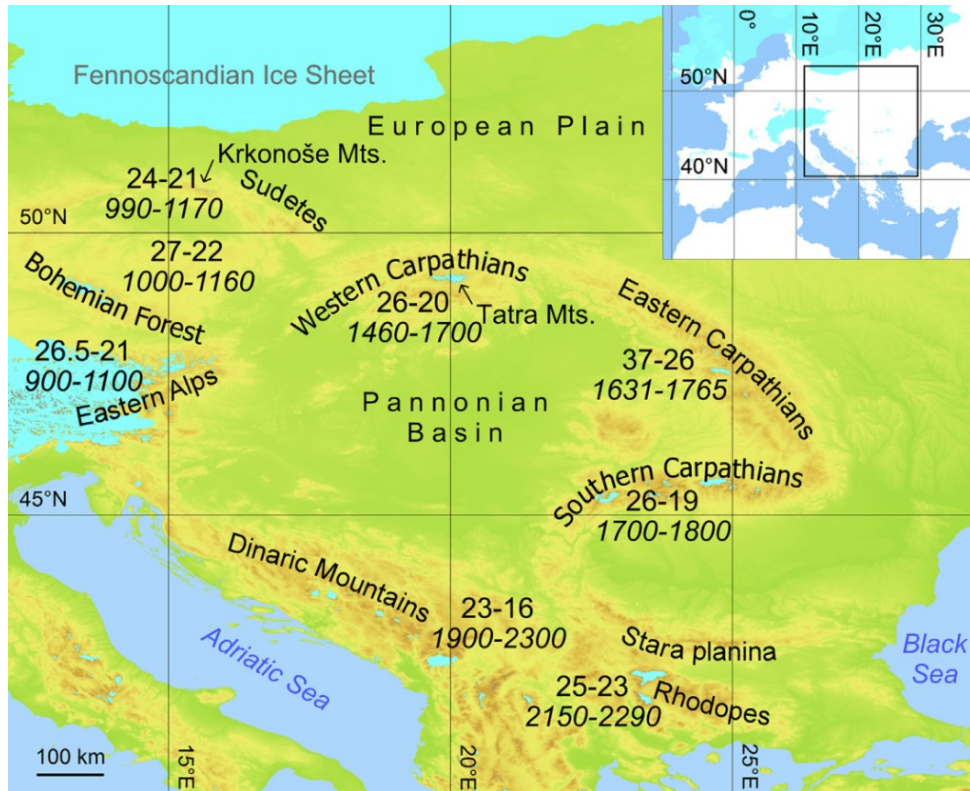 Fennoscandian Ice Sheet
European Plain
Krkonoše Mts.
24-21
990-1170
Sudetes
50°N
27-22
1000-1160
Bohemian Forest
Western Carpathians
26-20
1460-1700
Tatra Mts.
Eastern Carpathians
37-26
1631-1765
26.5-21
900-1100
Eastern Alps
Pannonian
Basin
Southern Carpathians
26-19
1700-1800
45°N
Dinaric Mountains
23-16
1900-2300
Stara planina
Adriatic Sea
Black
Sea
25-23
2150-2290
Rhodopes
100 km
15°E
20°E
25°E
0°
10°E
20°E
30°E
50°N
40°N